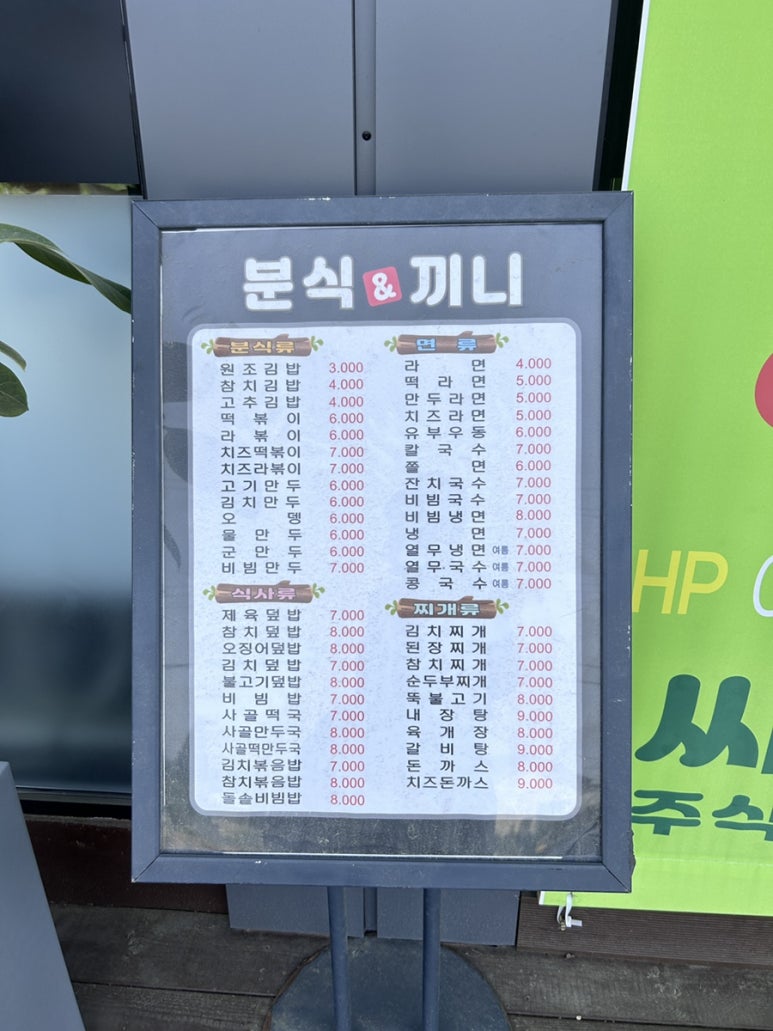 분식&끼니
분식류
원조김밥 3.000
참치김밥 4.000
고추김밥 4.000
떡볶이 6.000
라볶이 6.000
치즈떡볶이 7.000
치즈라볶이 7.000
고기만두 6.000
김치만두 6.000
오뎅 6.000
물만두 6.000
군만두 6.000
비빔만두 7.000
식사류
제육덮밥 7.000
참치덮밥 8.000
오징어덮밥 8.000
김치덮밥 7.000
불고기덮밥 8.000
비빔밥 7.000
사골떡국 7.000
사골만두국 8.000
사골떡만두국 8.000
김치볶음밥 7.000
참치볶음밥 8.000
돌솥비빔밥 8.000
면류
라면 4.000
떡라면 5.000
만두라면 5.000
치즈라면 5.000
유부우동 6.000
칼국수 7.000
쫄면 6.000
잔치국수 7.000
비빔국수 7.000
비빔냉면 8.000
냉면 7.000
열무냉면 여름 7.000
열무국수 여름 7.000
콩국수 여름 7.000
찌개류
김치찌개 7.000
된장찌개 7.000
참치찌개 7.000
순두부찌개 7.000
뚝불고기 8.000
내장탕 9.000
육개장 8.000
갈비탕 9.000
돈까스 8.000
치즈돈까스 9.000
HP
주식